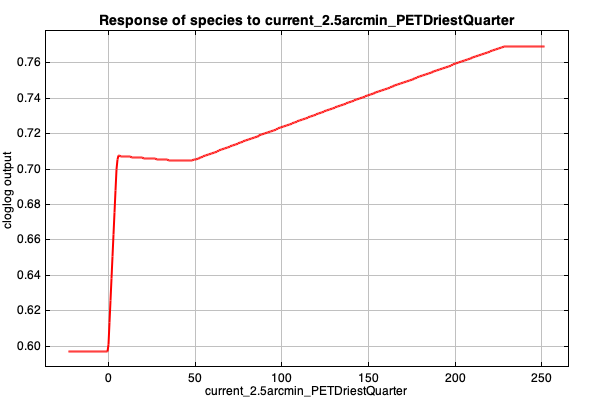 Response of species to current_2.5arcmin_PETDriestQuarter
0.76
0.74
0.72
0.70
0.68
0.66
0.64
0.62
0.60
cloglog output
0 50 100 150 200 250
current_2.5arcmin_PETDriestQuarter